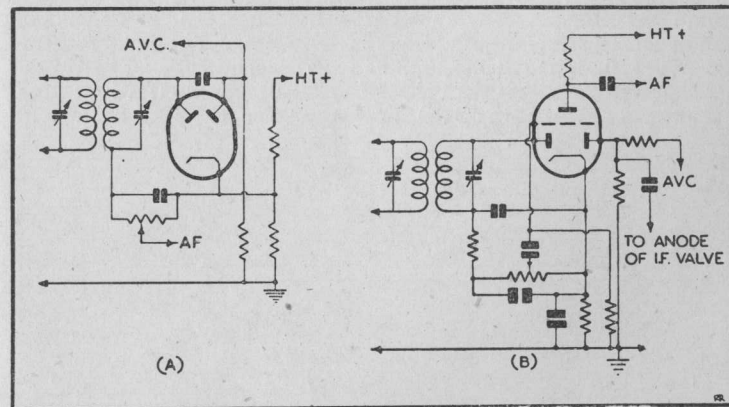 A.V.C.
HT+
AF
(A)
HT+
AF
AVC
TO ANODE
OF I.F. VALVE
(B)